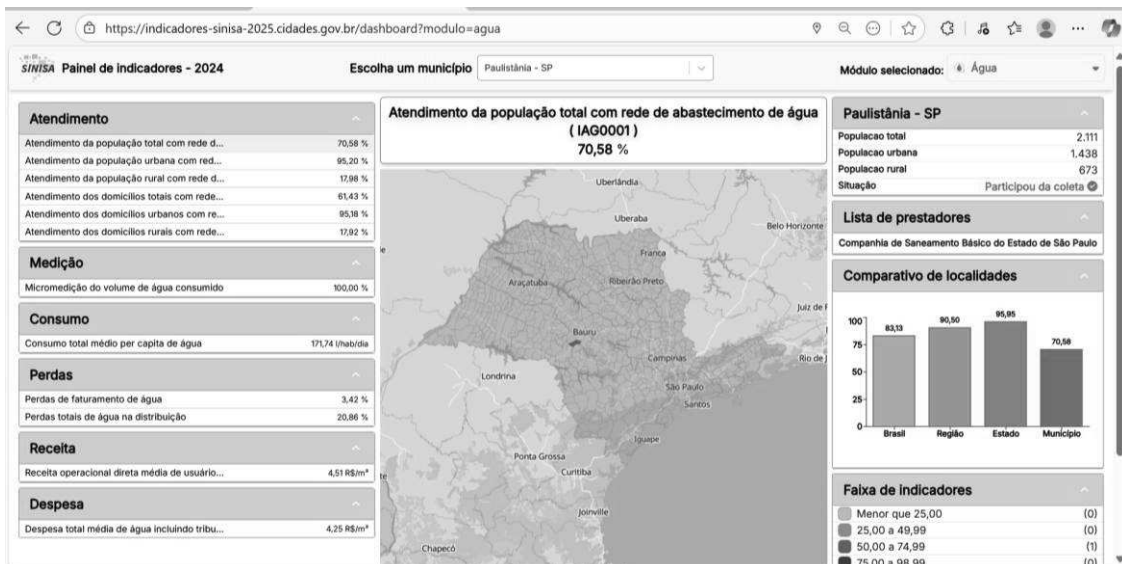 https://indicadores-sinisa-2025.cidades.gov.br/dashboard?modulo=agua
SINISA Painel de indicadores - 2024
Escolha um município Paulistânia - SP
Módulo selecionado: Água
Atendimento
Atendimento da população total com rede d... 70,58 %
Atendimento da população urbana com red... 95,20 %
Atendimento da população rural com rede d... 17,98 %
Atendimento dos domicílios totais com rede... 61,43 %
Atendimento dos domicílios urbanos com re... 95,18 %
Atendimento dos domicílios rurais com rede... 17,92 %
Medição
Micromedição do volume de água consumido 100,00 %
Consumo
Consumo total médio per capita de água 171,74 l/hab/dia
Perdas
Perdas de faturamento de água 3,42 %
Perdas totais de água na distribuição 20,86 %
Receita
Receita operacional direta média de usuário... 4,51 R$/m³
Despesa
Despesa total média de água incluindo tribu... 4,25 R$/m³
Atendimento da população total com rede de abastecimento de água
( IAG0001 )
70,58 %
Uberlândia
Uberaba
Belo Horizonte
Franca
Araçatuba
Ribeirão Preto
Juiz de F
Bauru
Campinas
Rio de J
Londrina
São Paulo
Santos
Iguape
Ponta Grossa
Curitiba
Joinville
Chapecó
Paulistânia - SP
Populacao total 2.111
Populacao urbana 1.438
Populacao rural 673
Situação Participou da coleta
Lista de prestadores
Companhia de Saneamento Básico do Estado de São Paulo
Comparativo de localidades
100
75
50
25
0
83,13
90,50
95,95
70,58
Brasil
Região
Estado
Município
Faixa de indicadores
Menor que 25,00 (0)
25,00 a 49,99 (0)
50,00 a 74,99 (1)
75,00 a 98,99 (0)